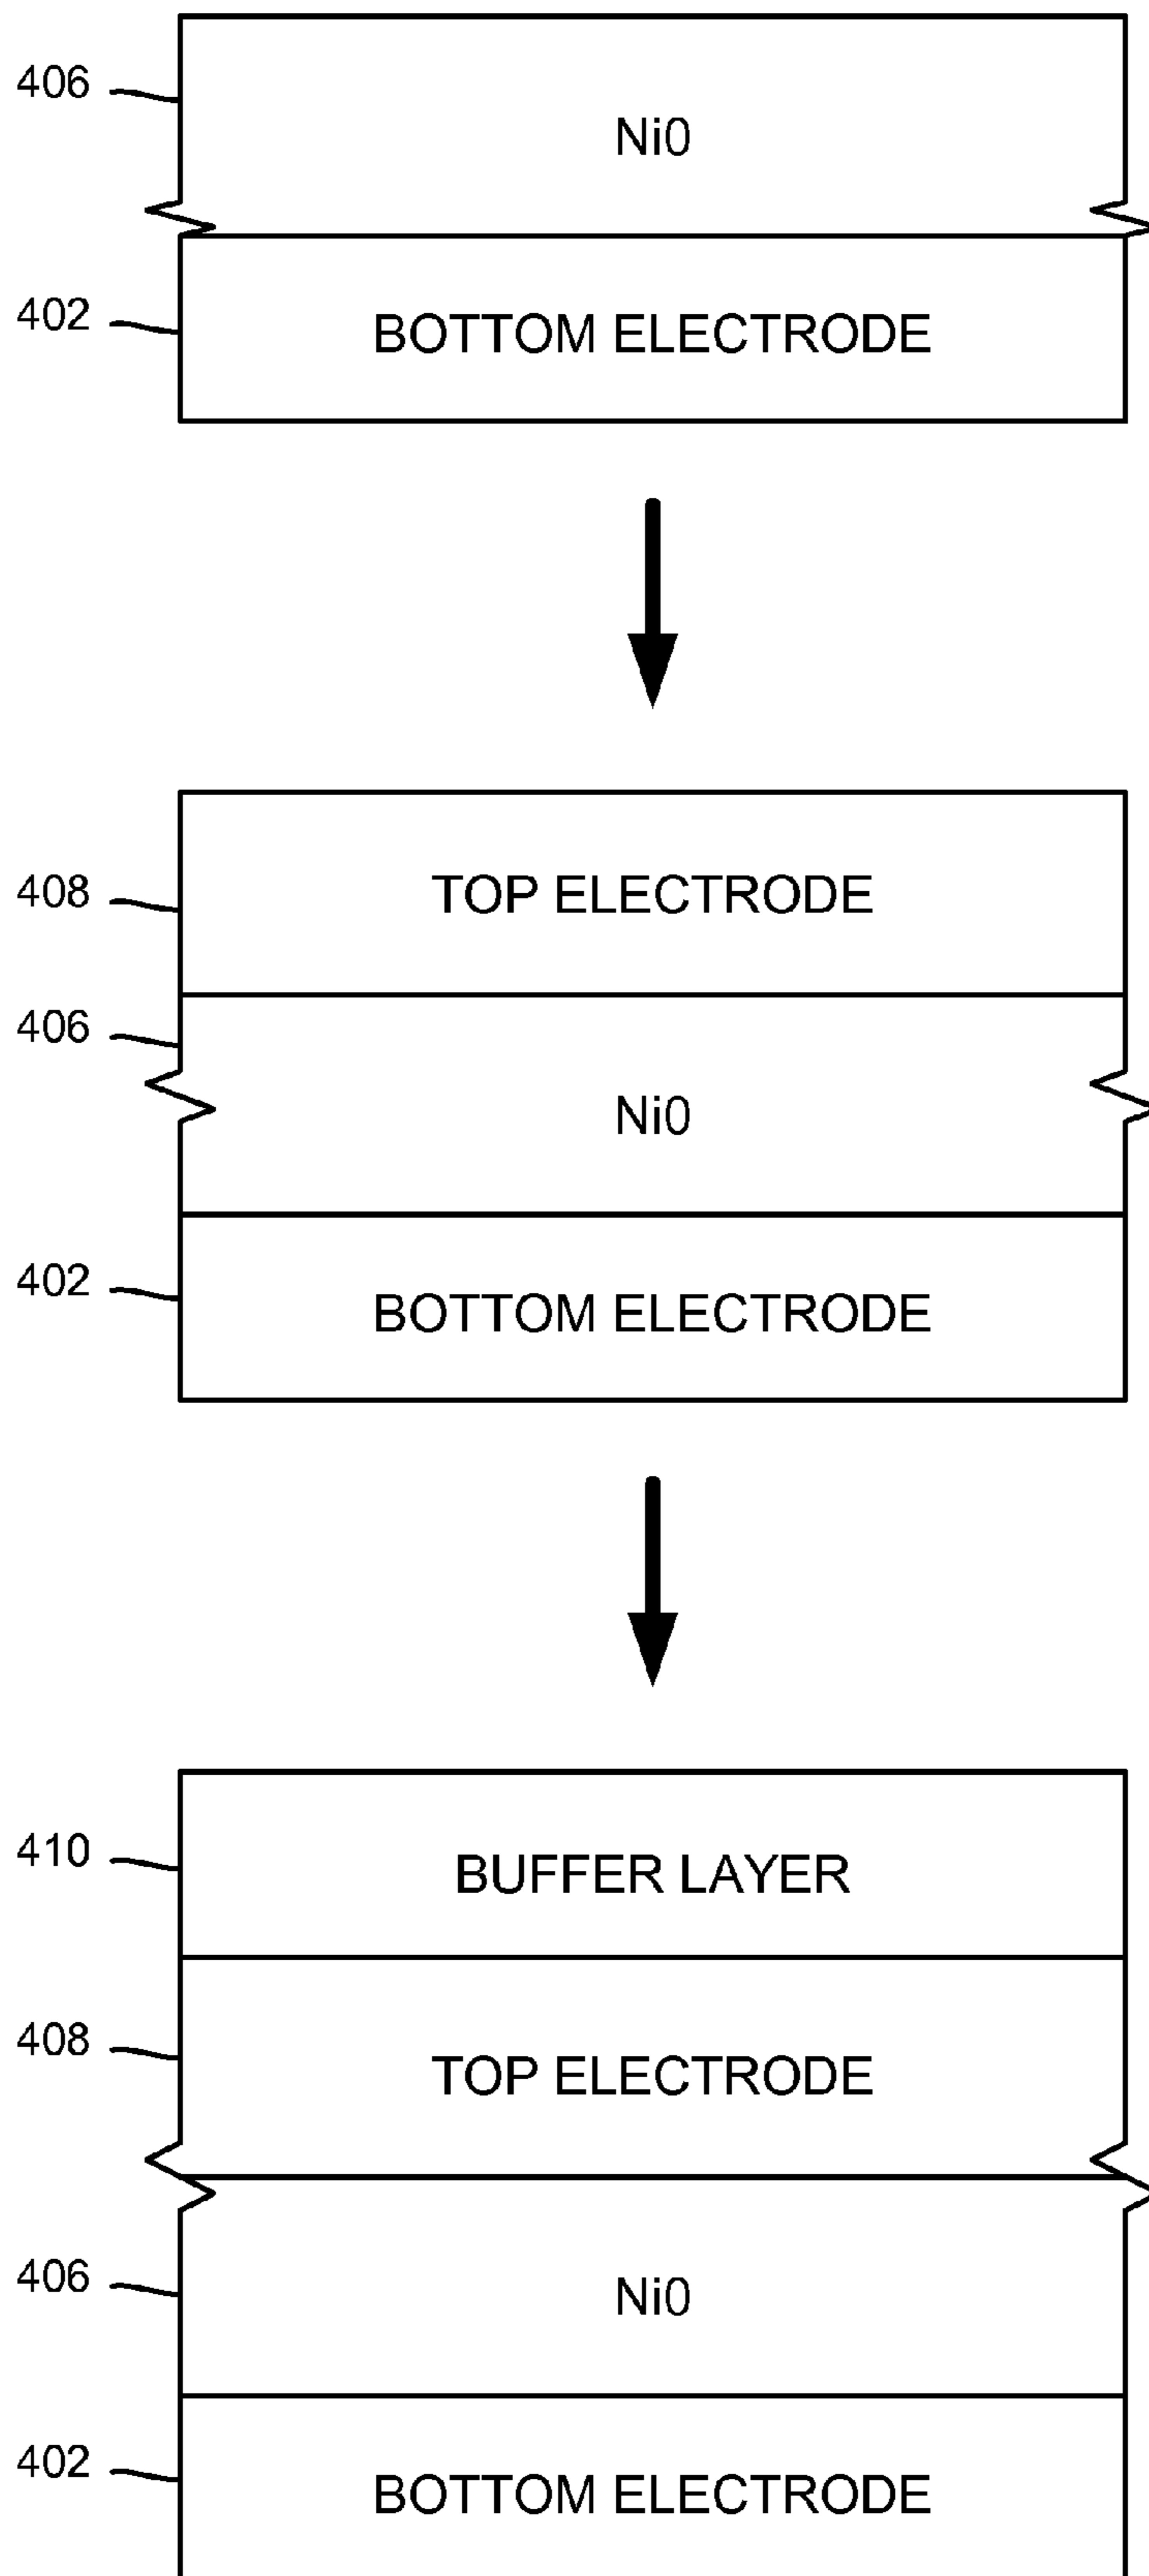 406
Ni0
402
BOTTOM ELECTRODE
408
TOP ELECTRODE
406
Ni0
402
BOTTOM ELECTRODE
410
BUFFER LAYER
408
TOP ELECTRODE
406
Ni0
402
BOTTOM ELECTRODE